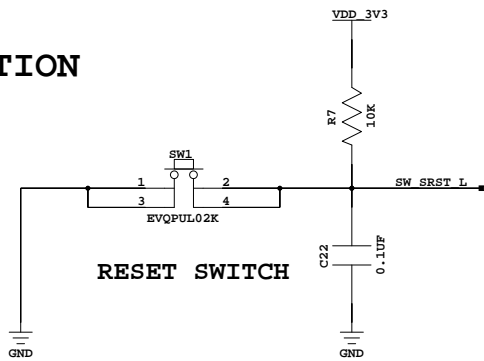 VDD_3V3
TION
R7
10K
SW1
1
2
SW_SRST_L
3
4
EVQPUL02K
RESET SWITCH
C22
0.1UF
GND
GND